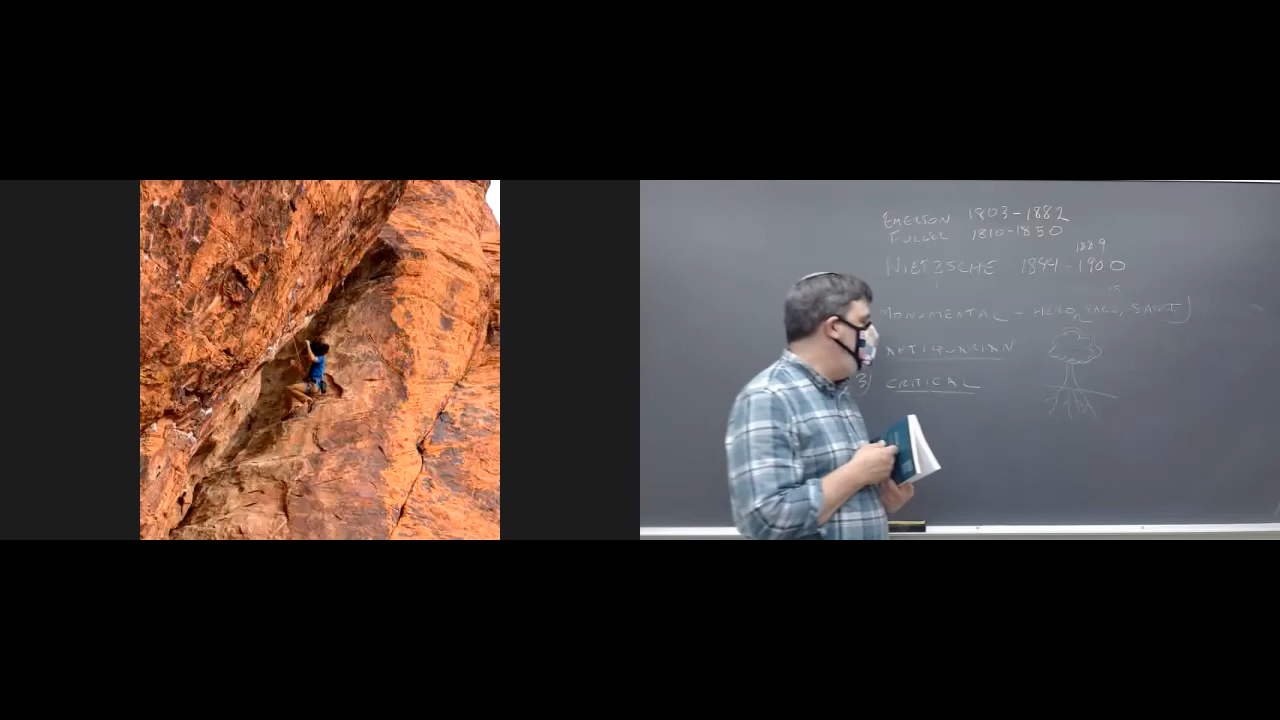 EMERSON 1803-1882
FULLER 1810-1850
1889
NIETZSCHE 1844-1900
MONUMENTAL - HERO, SAGE, SAINT)
ANTIQUARIAN
3) CRITICAL